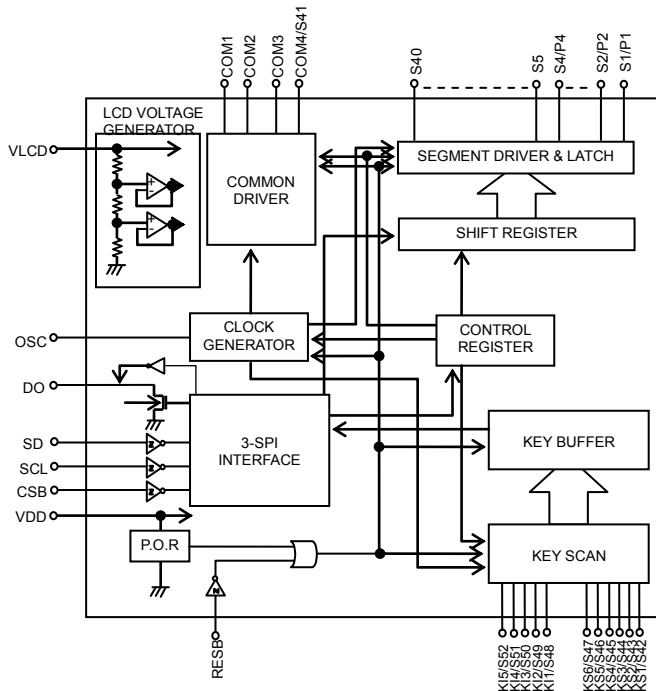 COM1
COM2
COM3
COM4/S41
S40
S5
S4/P4
S2/P2
S1/P1
LCD VOLTAGE
GENERATOR
VLCD
COMMON
DRIVER
SEGMENT DRIVER & LATCH
SHIFT REGISTER
OSC
CLOCK
GENERATOR
CONTROL
REGISTER
DO
SD
SCL
CSB
3-SPI
INTERFACE
KEY BUFFER
VDD
P.O.R
KEY SCAN
RESB
KI5/S52
KI4/S51
KI3/S50
KI2/S49
KI1/S48
KS6/S47
KS5/S46
KS4/S45
KS3/S44
KS2/S43
KS1/S42